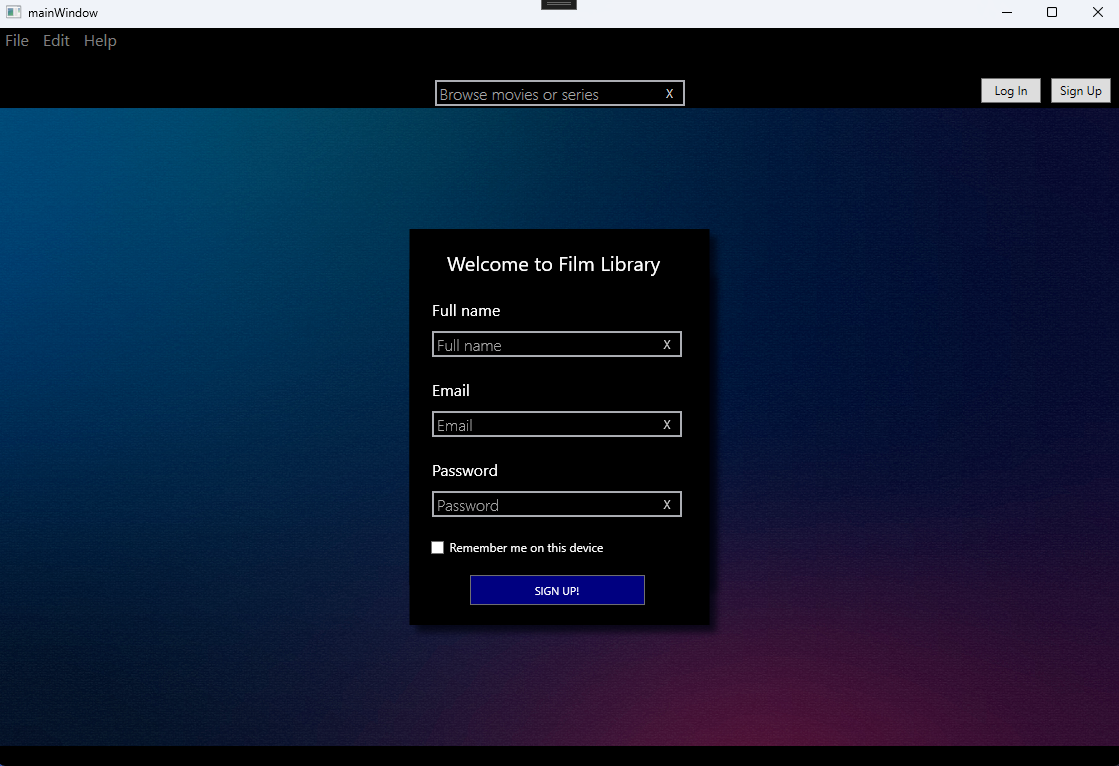 mainWindow
File Edit Help
Browse movies or series X
Log In Sign Up
Welcome to Film Library
Full name
Full name X
Email
Email X
Password
Password X
Remember me on this device
SIGN UP!